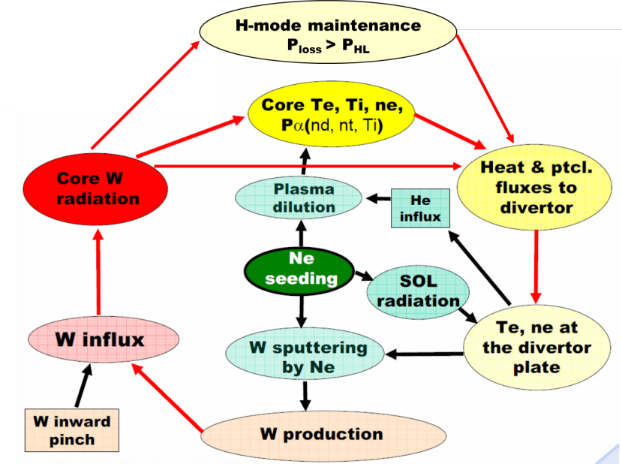 H-mode maintenance
Ploss > PHL
Core Te, Ti, ne,
Pα(nd, nt, Ti)
Core W
radiation
Heat & ptcl.
fluxes to
divertor
Plasma
dilution
He
influx
Ne
seeding
SOL
radiation
W influx
W sputtering
by Ne
Te, ne at
the divertor
plate
W inward
pinch
W production